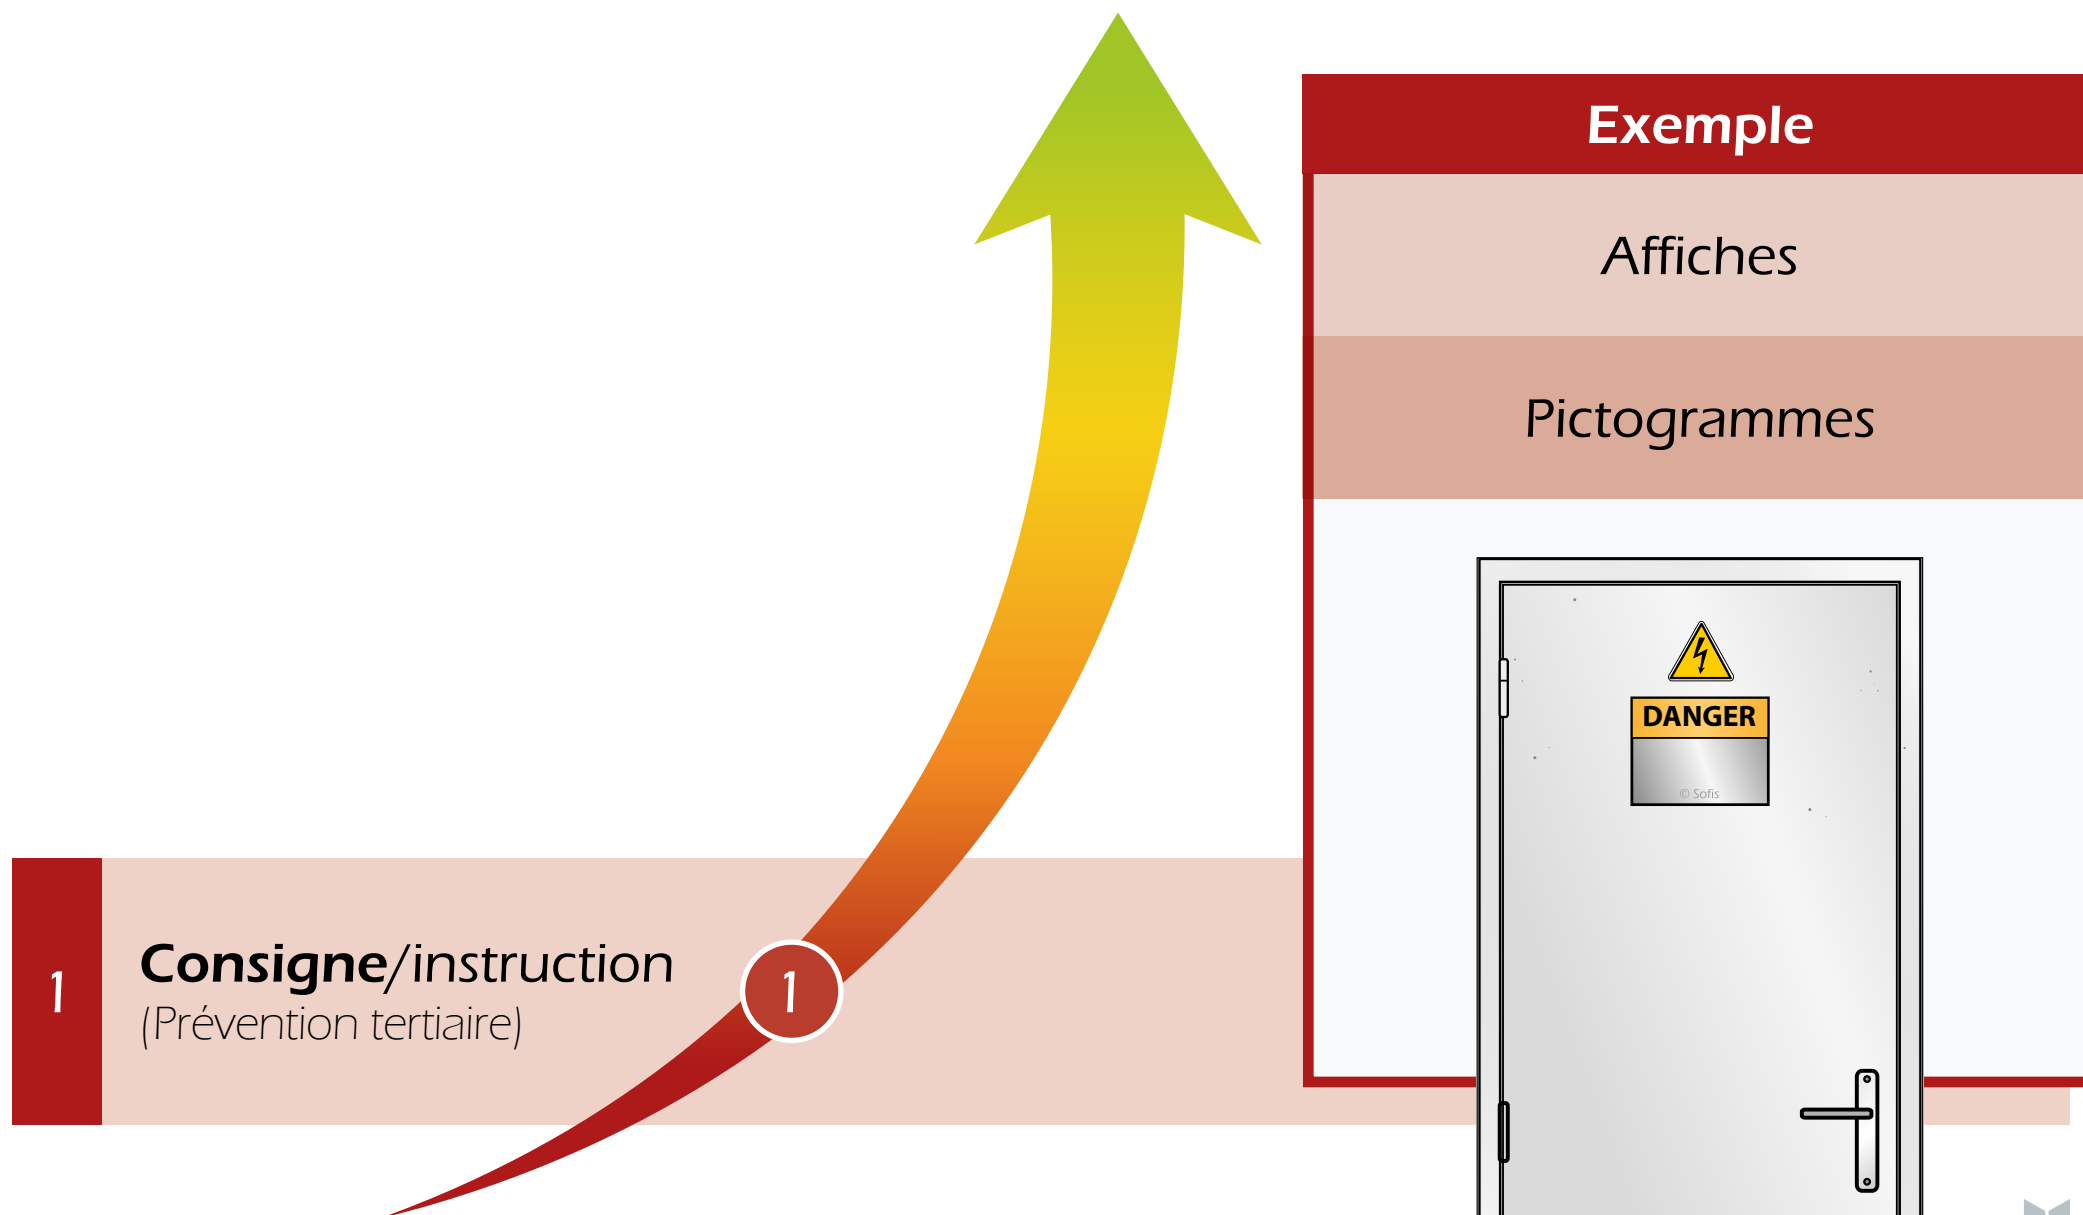 Exemple
Affiches
Pictogrammes
DANGER
© Sofis
1
Consigne/instruction
(Prévention tertiaire)
1